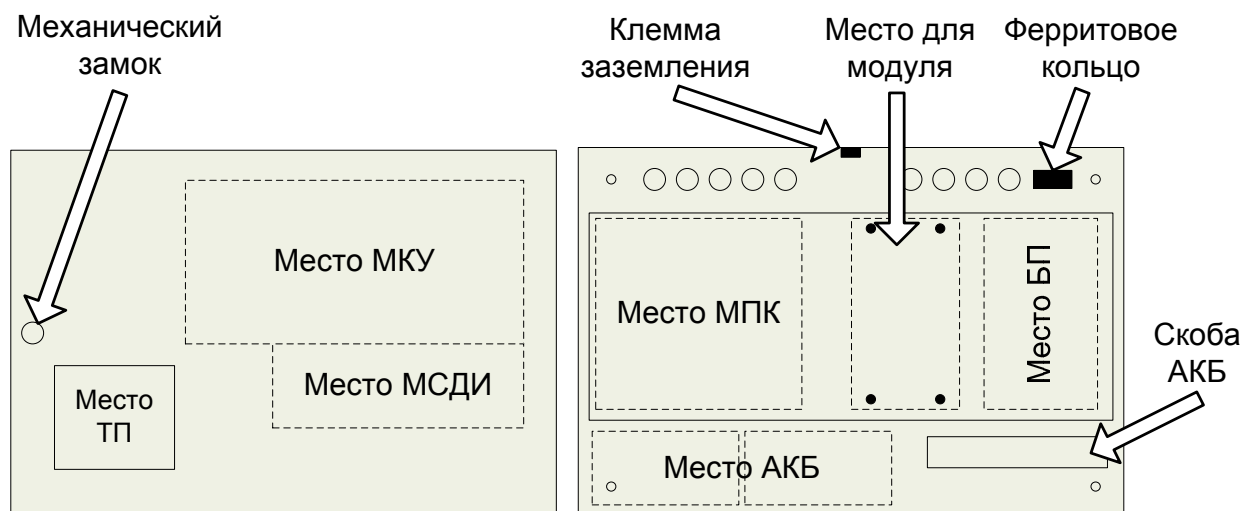 Механический
замок
Клемма
заземления
Место для
модуля
Ферритовое
кольцо
Место МКУ
Место МСДИ
Место
ТП
Место МПК
Место БП
Скоба
АКБ
Место АКБ